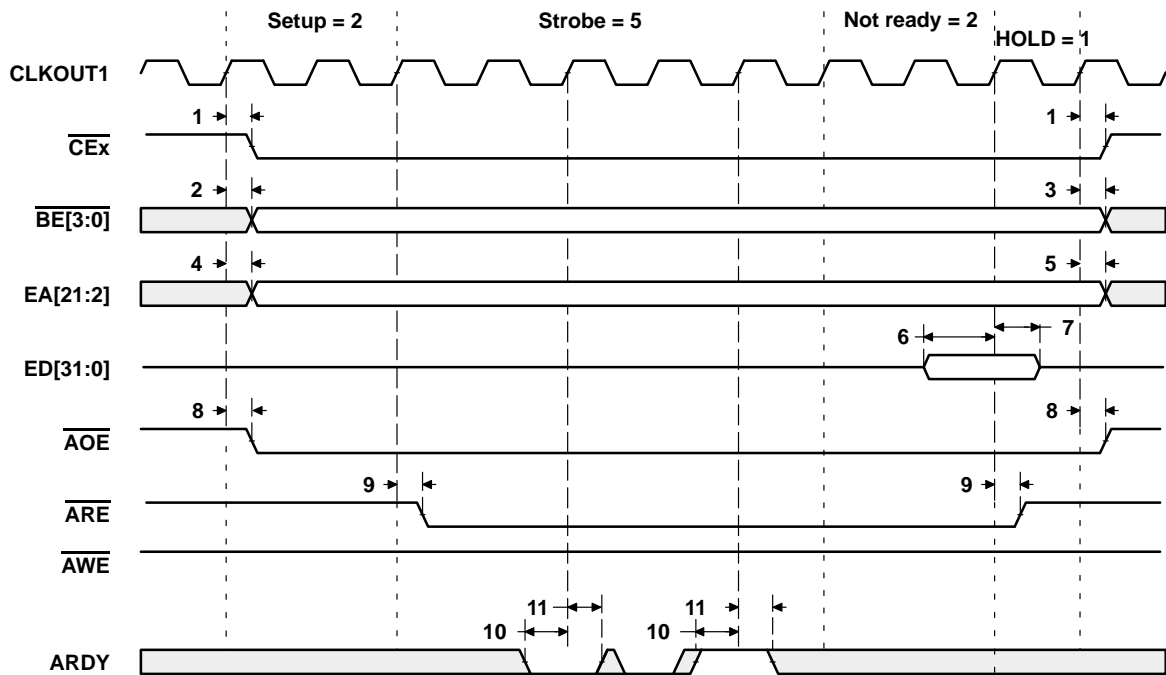 Setup = 2 Strobe = 5 Not ready = 2
HOLD = 1
CLKOUT1
1 1
CEx
2 3
BE[3:0]
4 5
EA[21:2]
6 7
ED[31:0]
8 8
AOE
9 9
ARE
AWE
11 11
10 10
ARDY